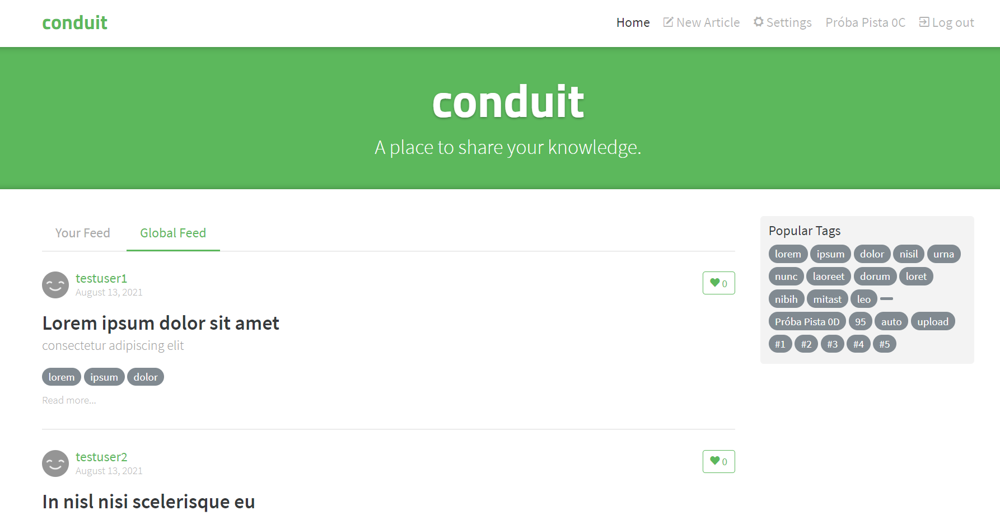 conduit
Home New Article Settings Próba Pista 0C Log out
conduit
A place to share your knowledge.
Your Feed Global Feed
testuser1
August 13, 2021
0
Lorem ipsum dolor sit amet
consectetur adipiscing elit
lorem ipsum dolor
Read more...
testuser2
August 13, 2021
0
In nisl nisi scelerisque eu
Popular Tags
lorem ipsum dolor nisil urna
nunc laoreet dorum loret
nibih mitast leo
Próba Pista 0D 95 auto upload
#1 #2 #3 #4 #5